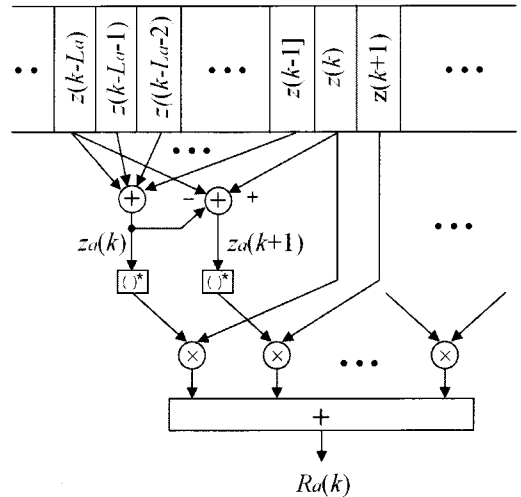 •• z(k-La) z(k-La-1) z((k-La-2) ••• z(k-1] z(k) z(k+1) •••
•••
+ − + +
za(k) za(k+1) •••
()* ()*
× × ••• ×
+
Ra(k)